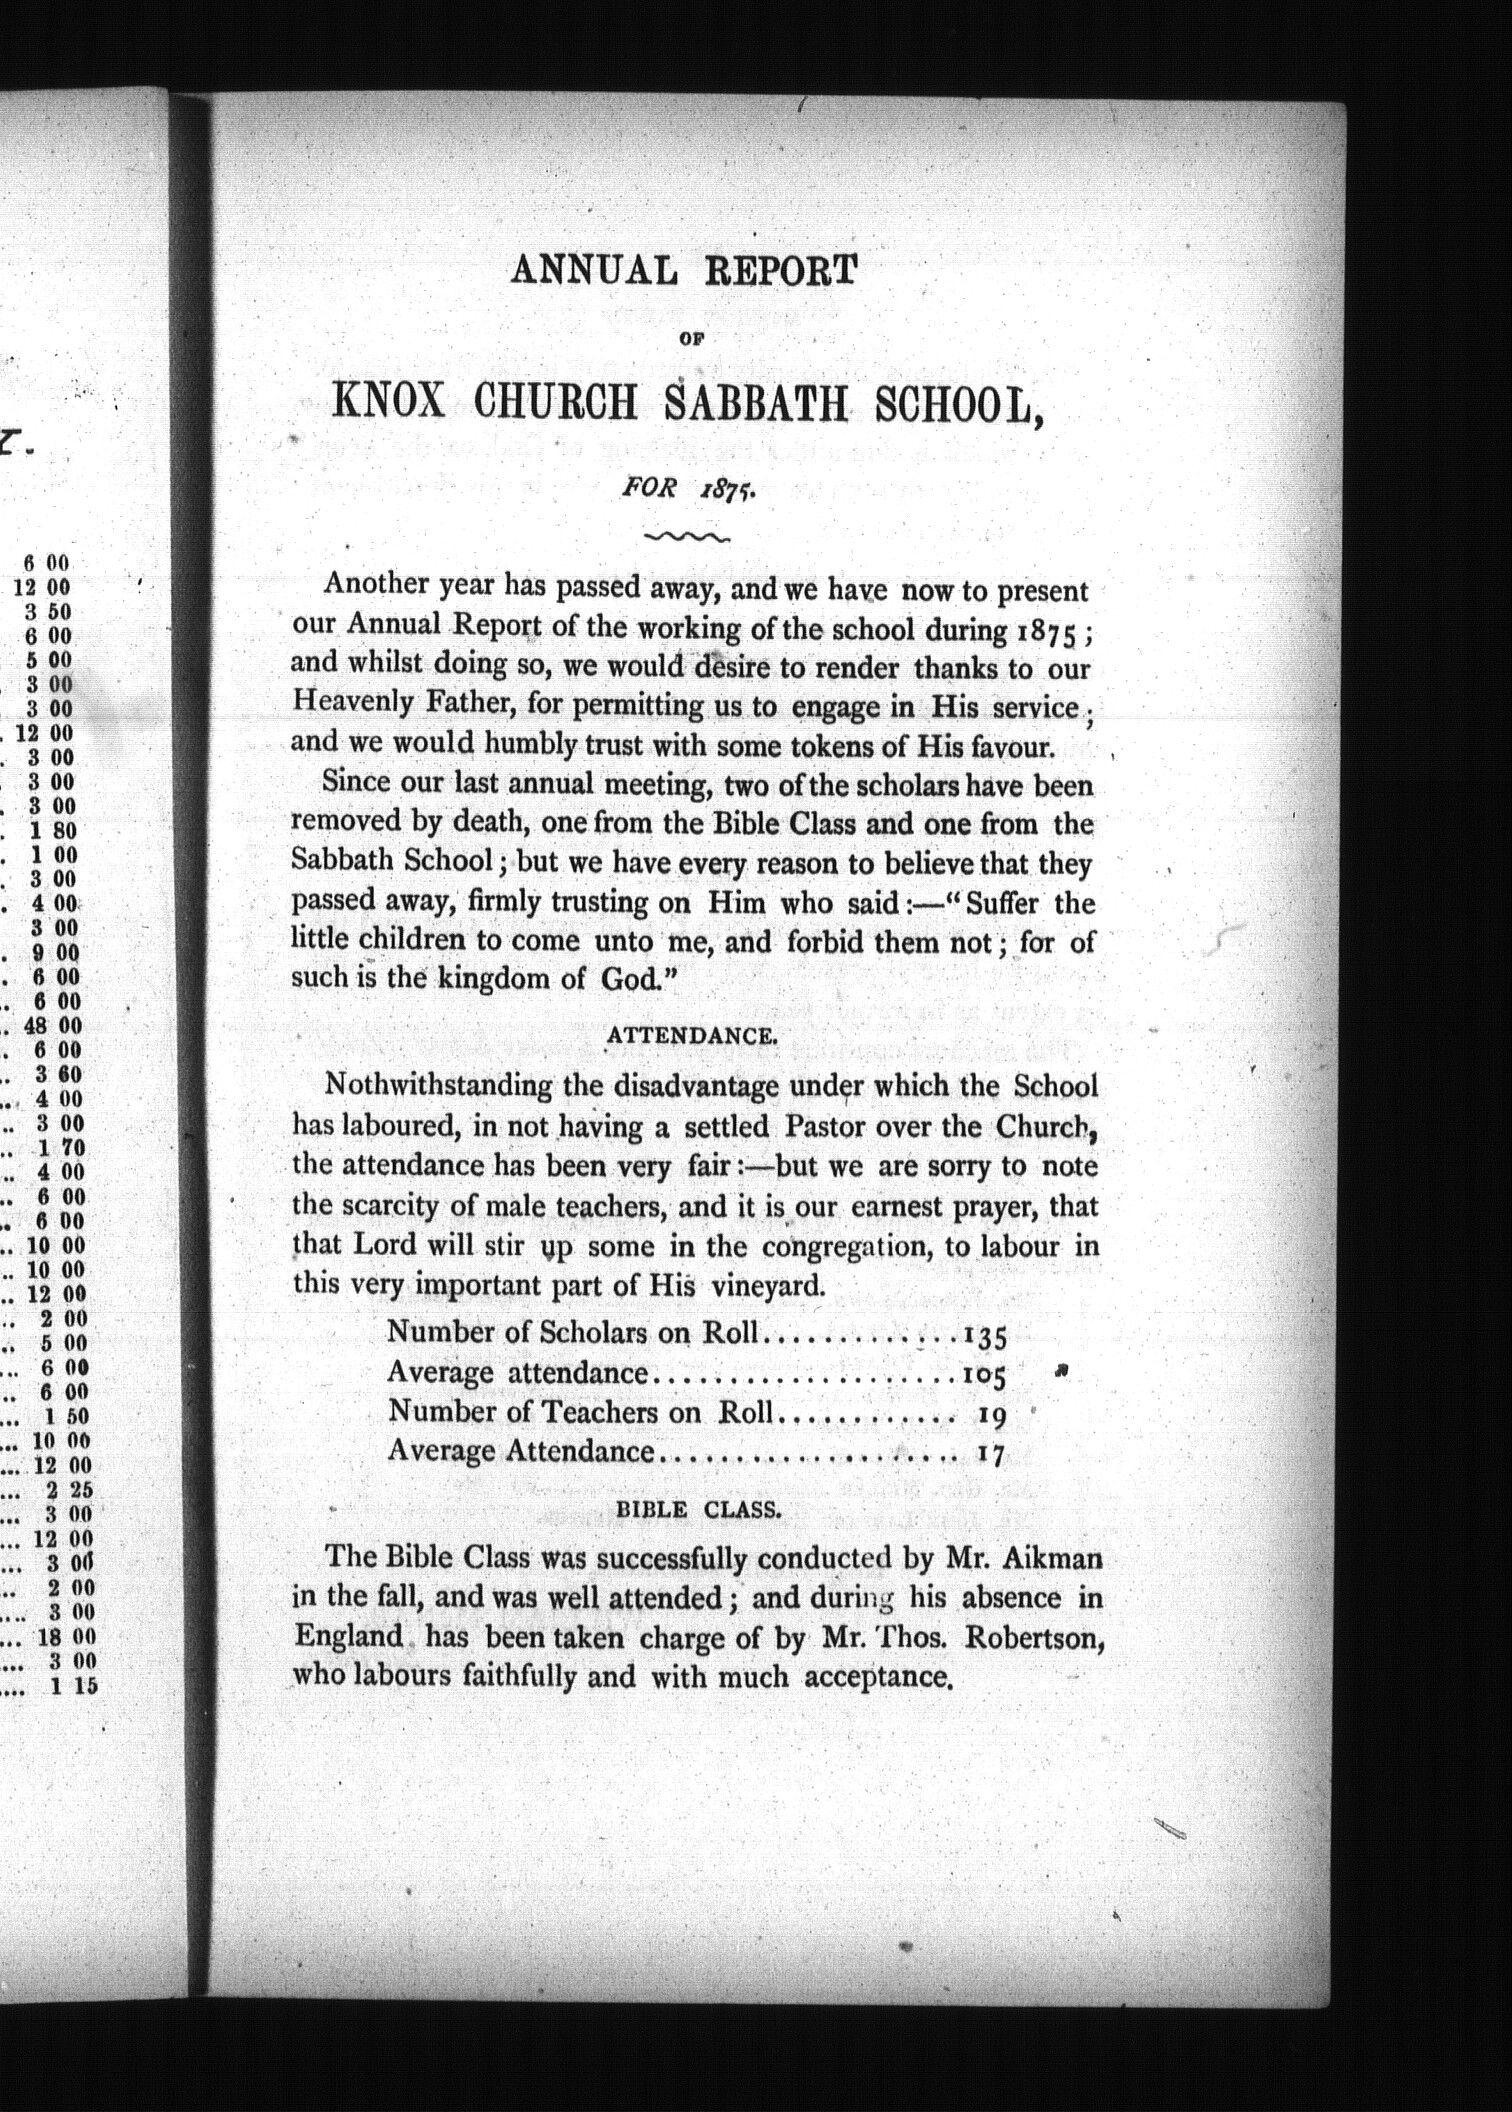 Y.
6 00
12 00
3 50
6 00
5 00
. 3 00
. 3 00
. 12 00
. 3 00
. 3 00
. 3 00
. 1 80
. 1 00
. 3 00
. 4 00
3 00
. 9 00
. 6 00
.. 6 00
.. 48 00
.. 6 00
.. 3 60
.. 4 00
.. 3 00
.. 1 70
.. 4 00
.. 6 00
.. 6 00
.. 10 00
.. 10 00
.. 12 00
.. 2 00
.. 5 00
... 6 00
.. 6 00
... 1 50
... 10 00
... 12 00
... 2 25
... 3 00
... 12 00
... 3 00
.. 2 00
.... 3 00
... 18 00
.... 3 00
.... 1 15
ANNUAL REPORT
OF
KNOX CHURCH SABBATH SCHOOL,
FOR 1875.
Another year has passed away, and we have now to present
our Annual Report of the working of the school during 1875 ;
and whilst doing so, we would desire to render thanks to our
Heavenly Father, for permitting us to engage in His service ;
and we would humbly trust with some tokens of His favour.
Since our last annual meeting, two of the scholars have been
removed by death, one from the Bible Class and one from the
Sabbath School ; but we have every reason to believe that they
passed away, firmly trusting on Him who said :—“ Suffer the
little children to come unto me, and forbid them not ; for of
such is the kingdom of God.”
ATTENDANCE.
Nothwithstanding the disadvantage under which the School
has laboured, in not having a settled Pastor over the Church,
the attendance has been very fair :—but we are sorry to note
the scarcity of male teachers, and it is our earnest prayer, that
that Lord will stir up some in the congregation, to labour in
this very important part of His vineyard.
Number of Scholars on Roll.............135
Average attendance....................105
Number of Teachers on Roll............ 19
Average Attendance.................... 17
BIBLE CLASS.
The Bible Class was successfully conducted by Mr. Aikman
in the fall, and was well attended ; and during his absence in
England has been taken charge of by Mr. Thos. Robertson,
who labours faithfully and with much acceptance.